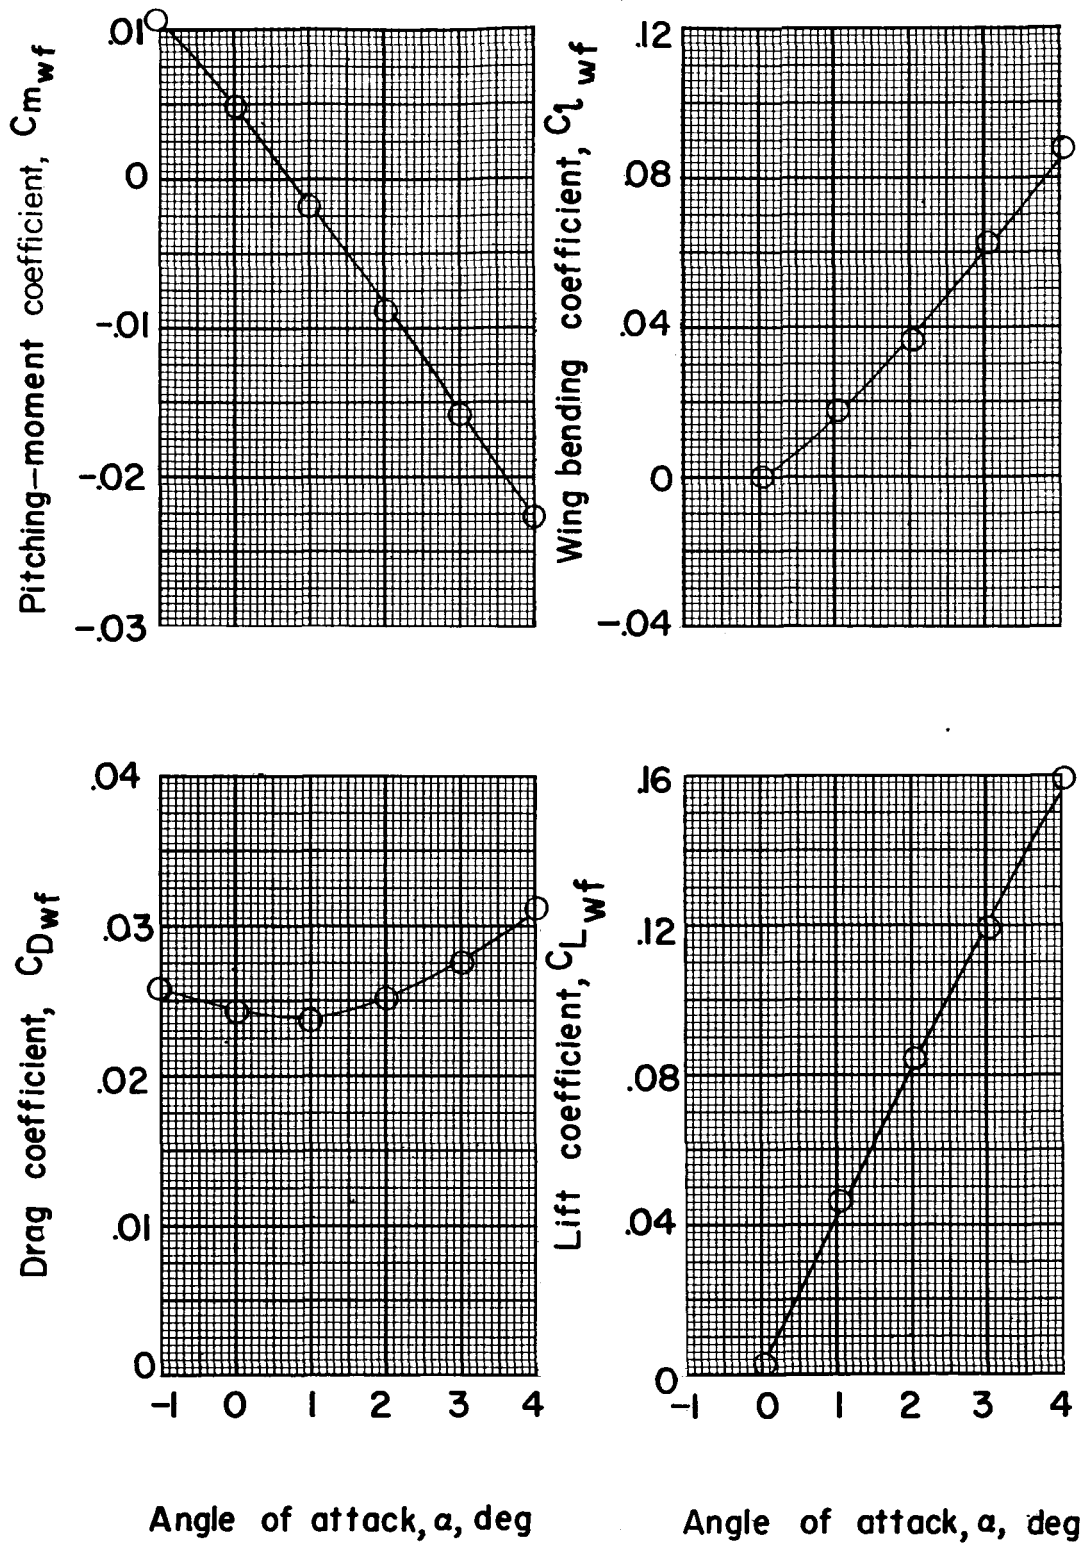 Pitching-moment coefficient, Cmwf
.01
0
-.01
-.02
-.03
Wing bending coefficient, Clwf
.12
.08
.04
0
-.04
Drag coefficient, CDwf
.04
.03
.02
.01
0
-1 0 1 2 3 4
Angle of attack, α, deg
Lift coefficient, CLwf
.16
.12
.08
.04
0
-1 0 1 2 3 4
Angle of attack, α, deg